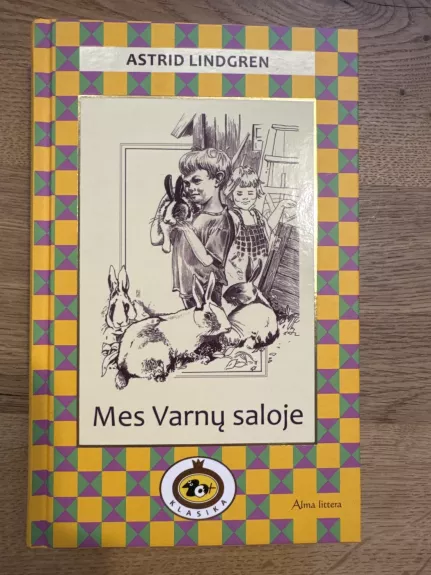 ASTRID LINDGREN
Mes Varnų saloje
KLASIKA
Alma littera